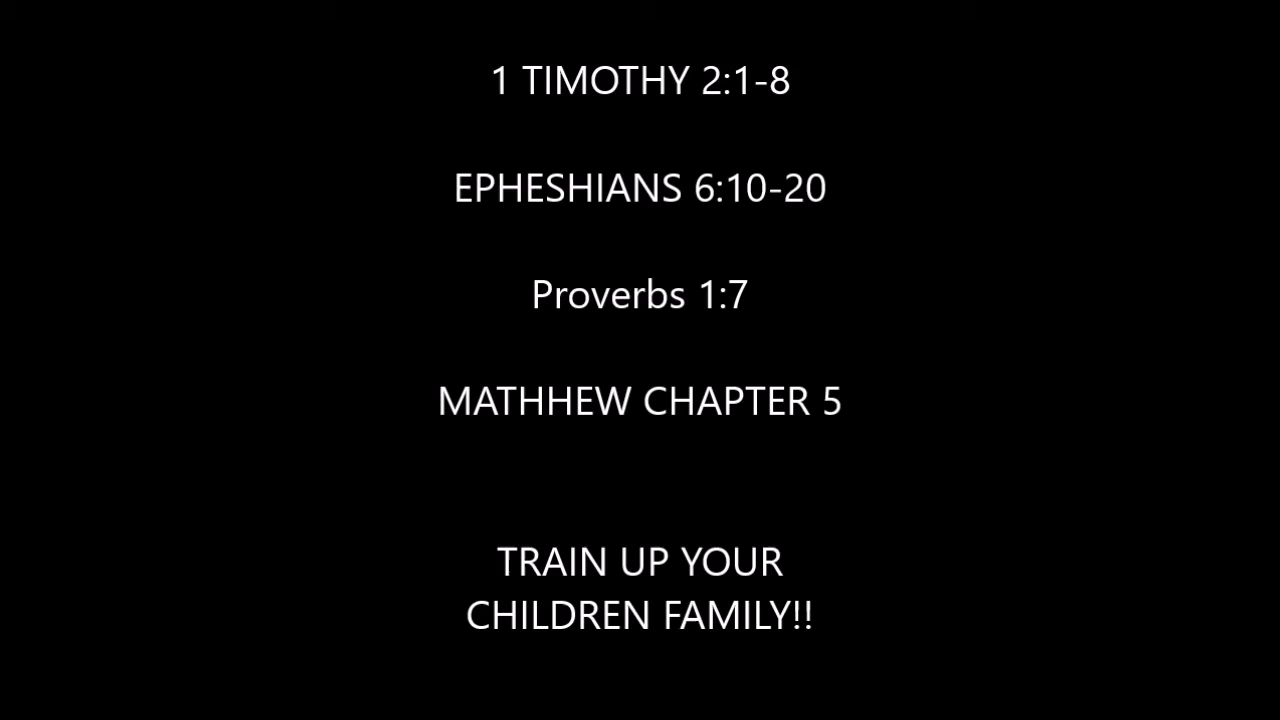 1 TIMOTHY 2:1-8
EPHESHIANS 6:10-20
Proverbs 1:7
MATHHEW CHAPTER 5
TRAIN UP YOUR
CHILDREN FAMILY!!